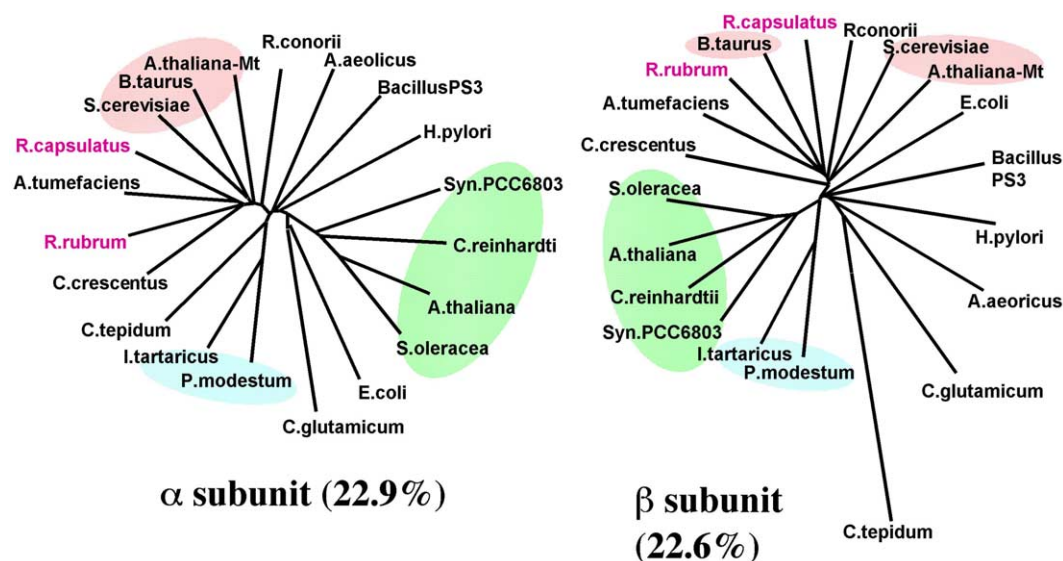 R.conorii
A.aeolicus
A.thaliana-Mt
B.taurus
S.cerevisiae
BacillusPS3
H.pylori
R.capsulatus
A.tumefaciens
Syn.PCC6803
R.rubrum
C.reinhardti
C.crescentus
A.thaliana
C.tepidum
S.oleracea
I.tartaricus
P.modestum
E.coli
C.glutamicum
α subunit (22.9%)
R.capsulatus
Rconorii
B.taurus
S.cerevisiae
R.rubrum
A.thaliana-Mt
A.tumefaciens
E.coli
C.crescentus
Bacillus
PS3
S.oleracea
H.pylori
A.thaliana
C.reinhardtii
A.aeoricus
Syn.PCC6803
I.tartaricus
P.modestum
C.glutamicum
C.tepidum
β subunit
(22.6%)